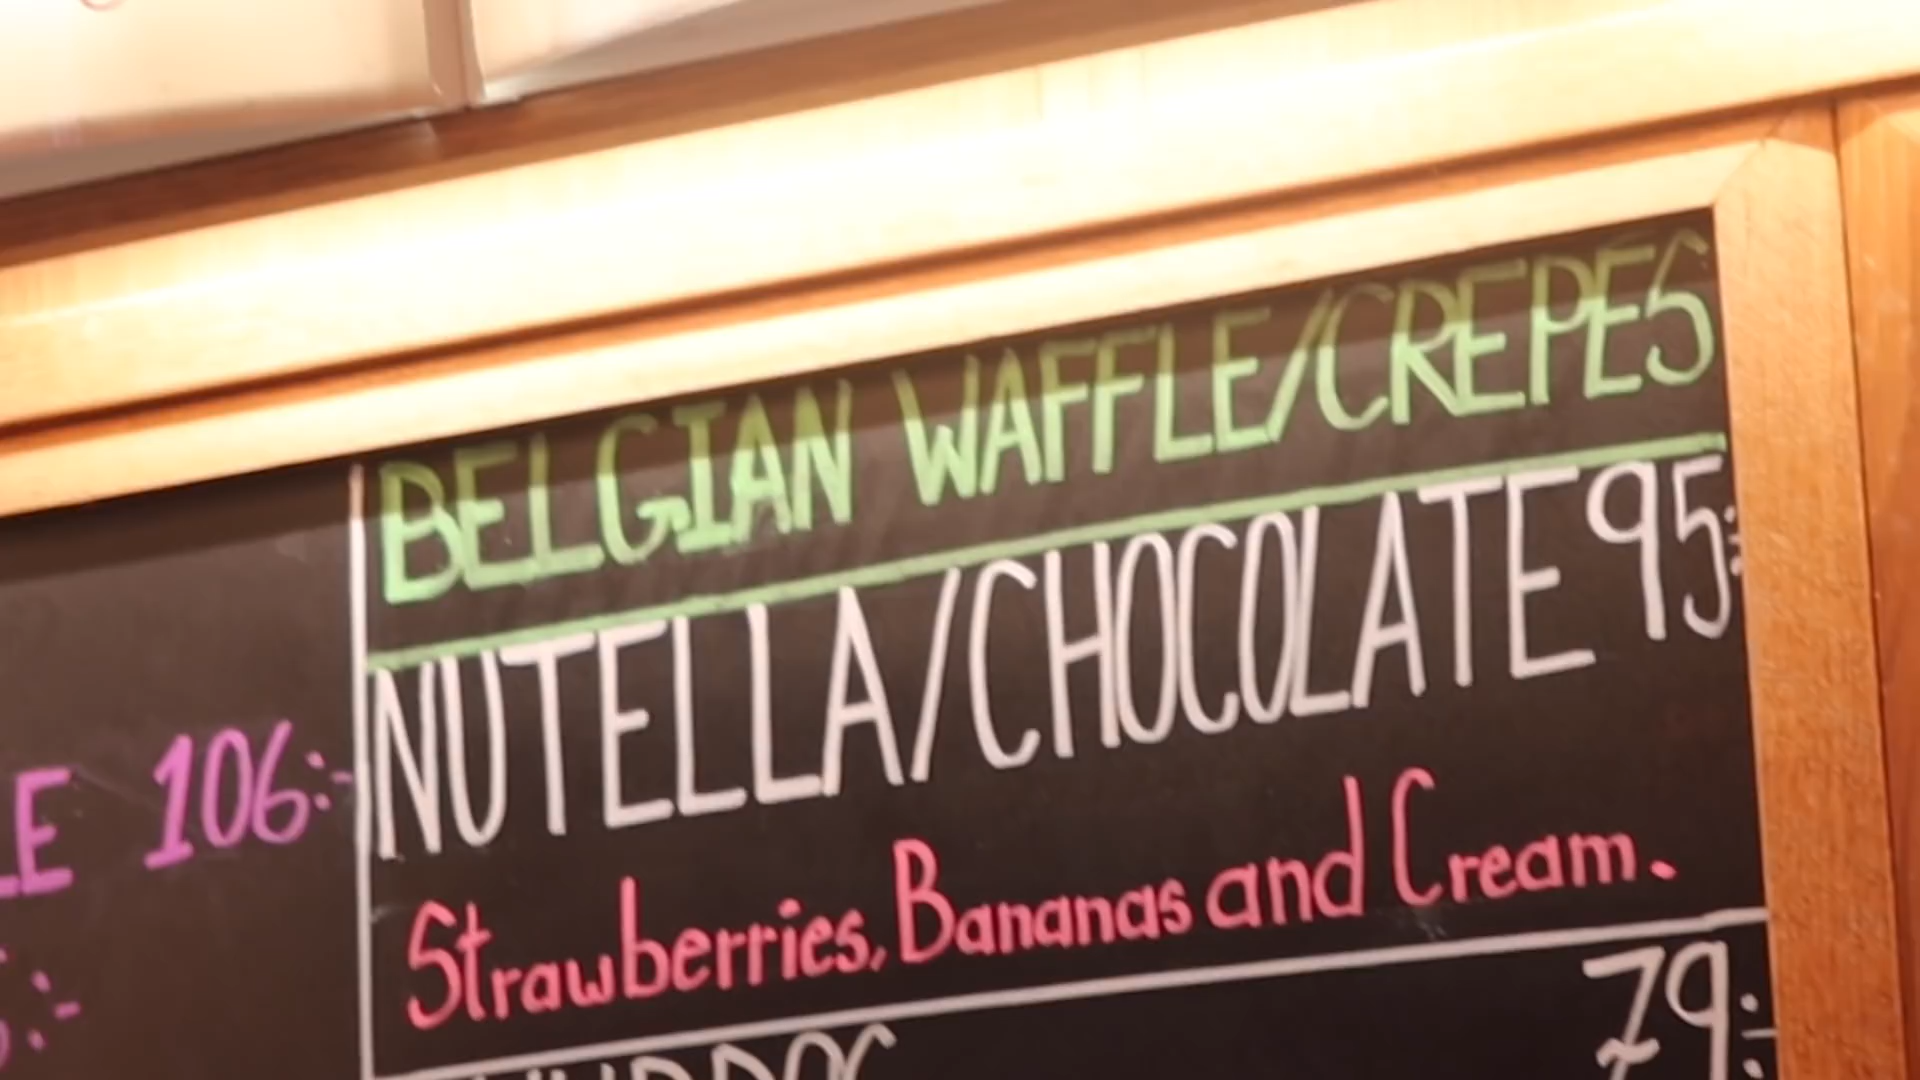 BELGIAN WAFFLE/CREPES
NUTELLA/CHOCOLATE 95:
Strawberries, Bananas and Cream.
79:-
LE 106:-